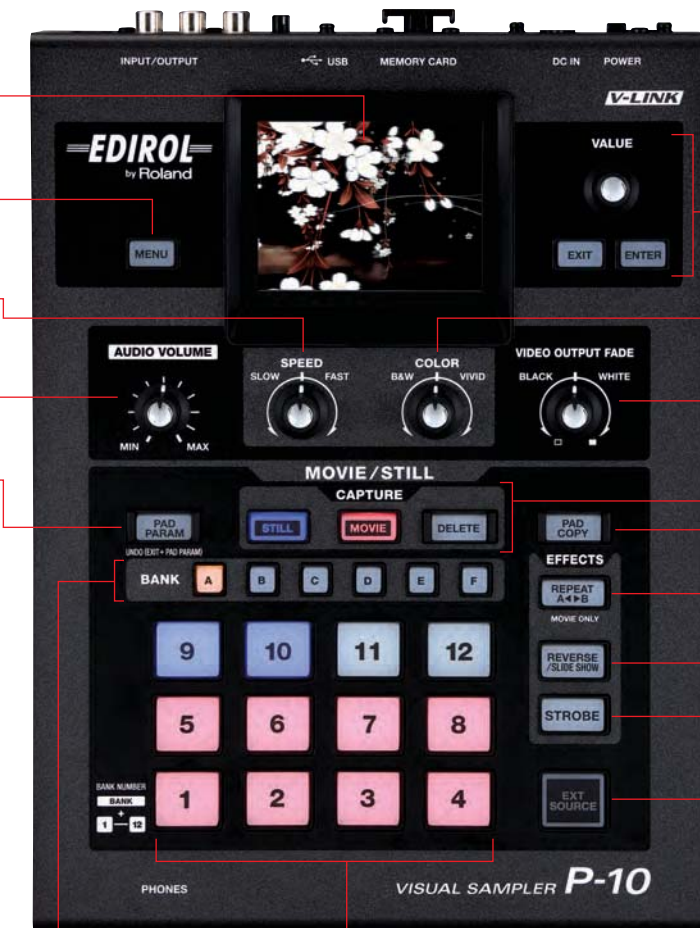 INPUT/OUTPUT USB MEMORY CARD DC IN POWER
V-LINK
EDIROL
by Roland
MENU
VALUE
EXIT ENTER
AUDIO VOLUME
MIN MAX
SPEED
SLOW FAST
COLOR
B&W VIVID
VIDEO OUTPUT FADE
BLACK WHITE
MOVIE/STILL
CAPTURE
PAD
PARAM
STILL MOVIE DELETE
PAD
COPY
UNDO (EXIT+PAD PARAM)
BANK A B C D E F
EFFECTS
REPEAT
A◄►B
MOVIE ONLY
9 10 11 12
REVERSE
/SLIDE SHOW
5 6 7 8
STROBE
BANK NUMBER
BANK
+
1 — 12
1 2 3 4
EXT
SOURCE
PHONES
VISUAL SAMPLER P-10